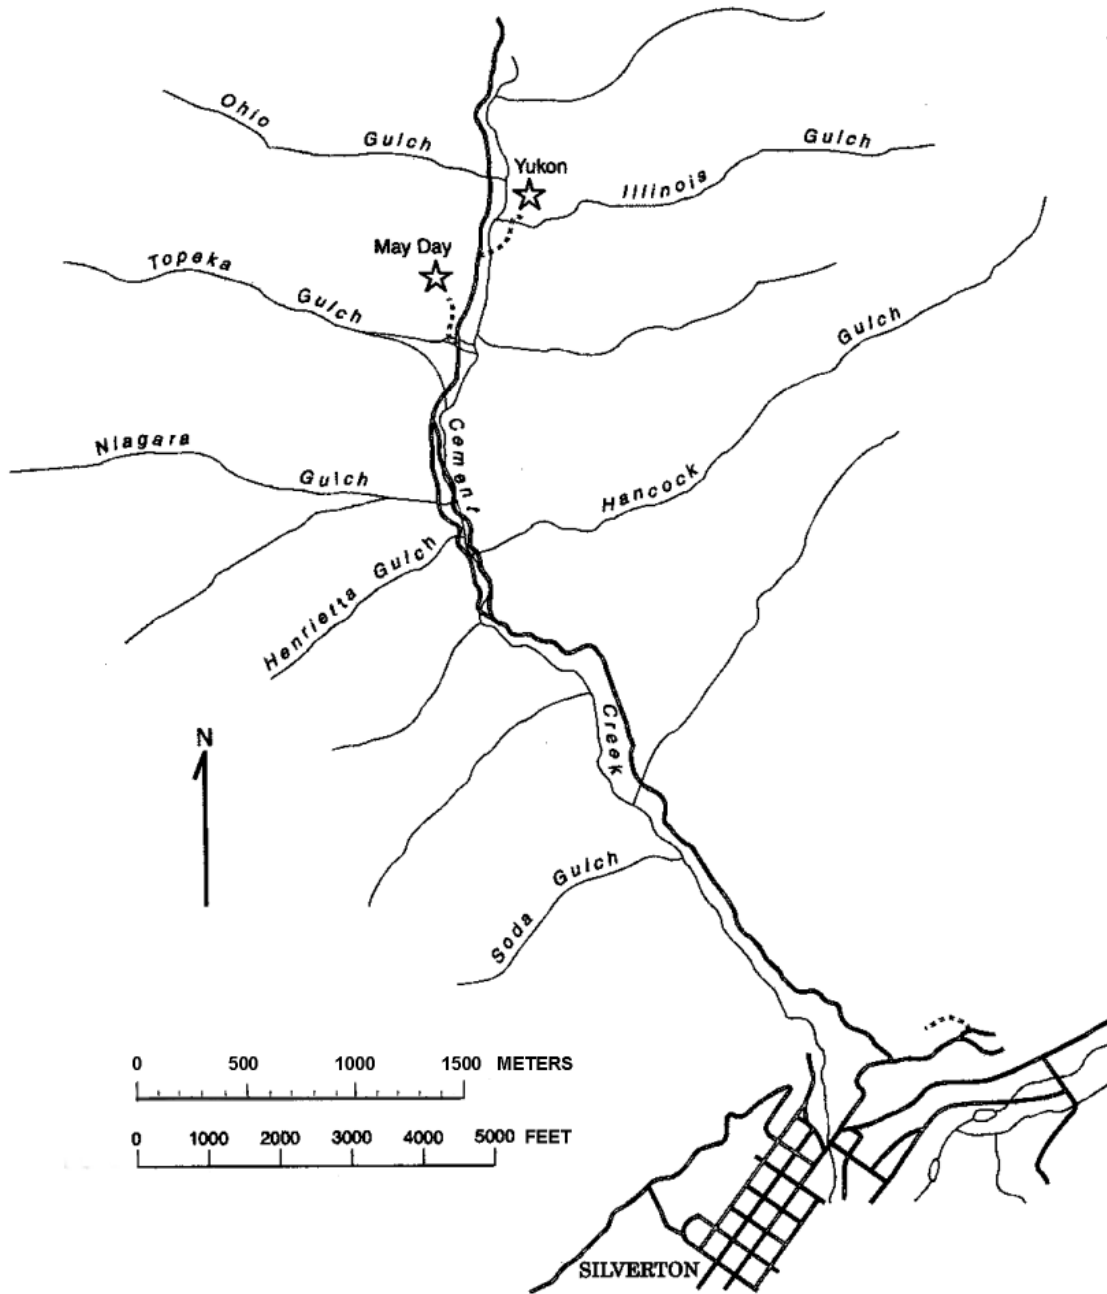 Ohio Gulch
Gulch
Yukon
Illinois
May Day
Topeka
Gulch
Gulch
Cement
Niagara
Gulch
Hancock
Henrietta Gulch
Creek
N
Soda Gulch
0 500 1000 1500 METERS
0 1000 2000 3000 4000 5000 FEET
SILVERTON